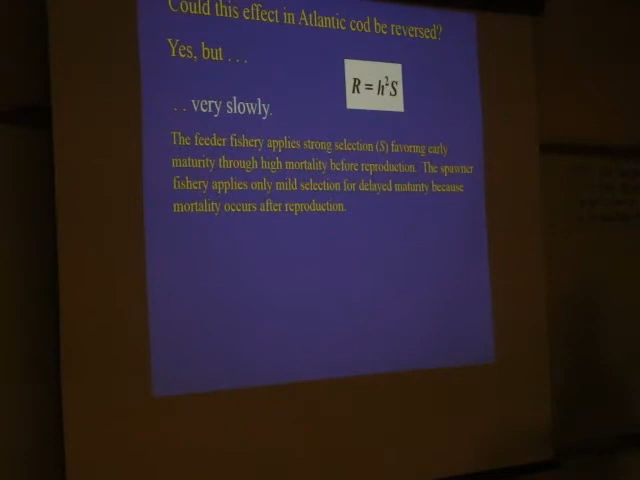 Could this effect in Atlantic cod be reversed?
Yes, but . . .
R = h²S
. . very slowly.
The feeder fishery applies strong selection (S) favoring early
maturity through high mortality before reproduction. The spawner
fishery applies only mild selection for delayed maturity because
mortality occurs after reproduction.